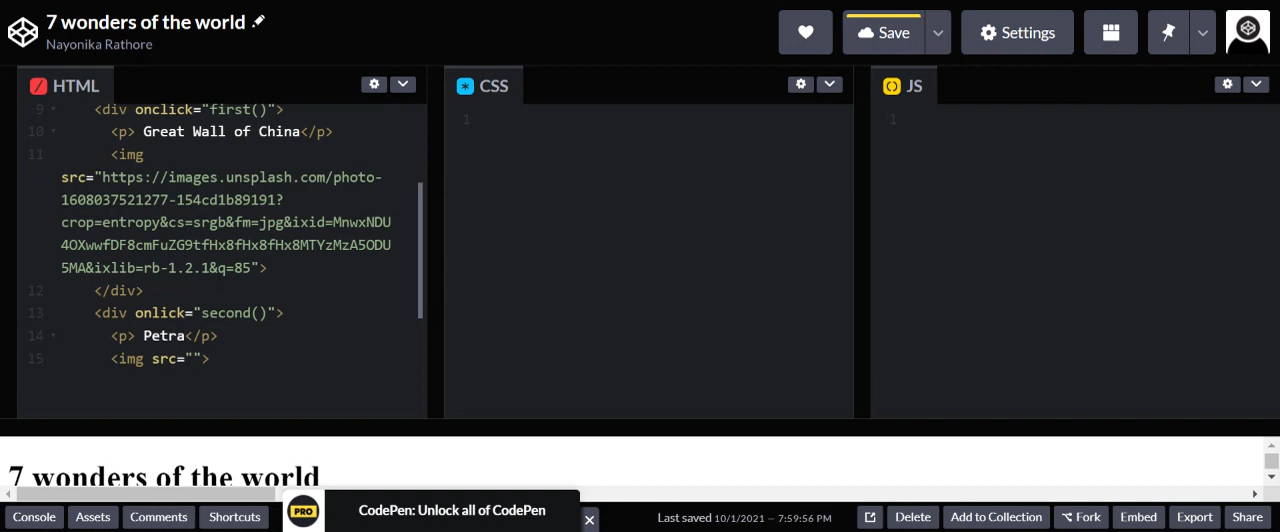 7 wonders of the world
Nayonika Rathore
Save
Settings
HTML
CSS
JS
9 <div onclick="first()">
10 <p> Great Wall of China</p>
11 <img
src="https://images.unsplash.com/photo-
1608037521277-154cd1b89191?
crop=entropy&cs=srgb&fm=jpg&ixid=MnwxNDU
4OXwwfDF8cmFuZG9tfHx8fHx8fHx8MTYzMzA5ODU
5MA&ixlib=rb-1.2.1&q=85">
12 </div>
13 <div onlick="second()">
14 <p> Petra</p>
15 <img src="">
1
1
7 wonders of the world
Console
Assets
Comments
Shortcuts
PRO
CodePen: Unlock all of CodePen
Last saved 10/1/2021 — 7:59:56 PM
Delete
Add to Collection
Fork
Embed
Export
Share